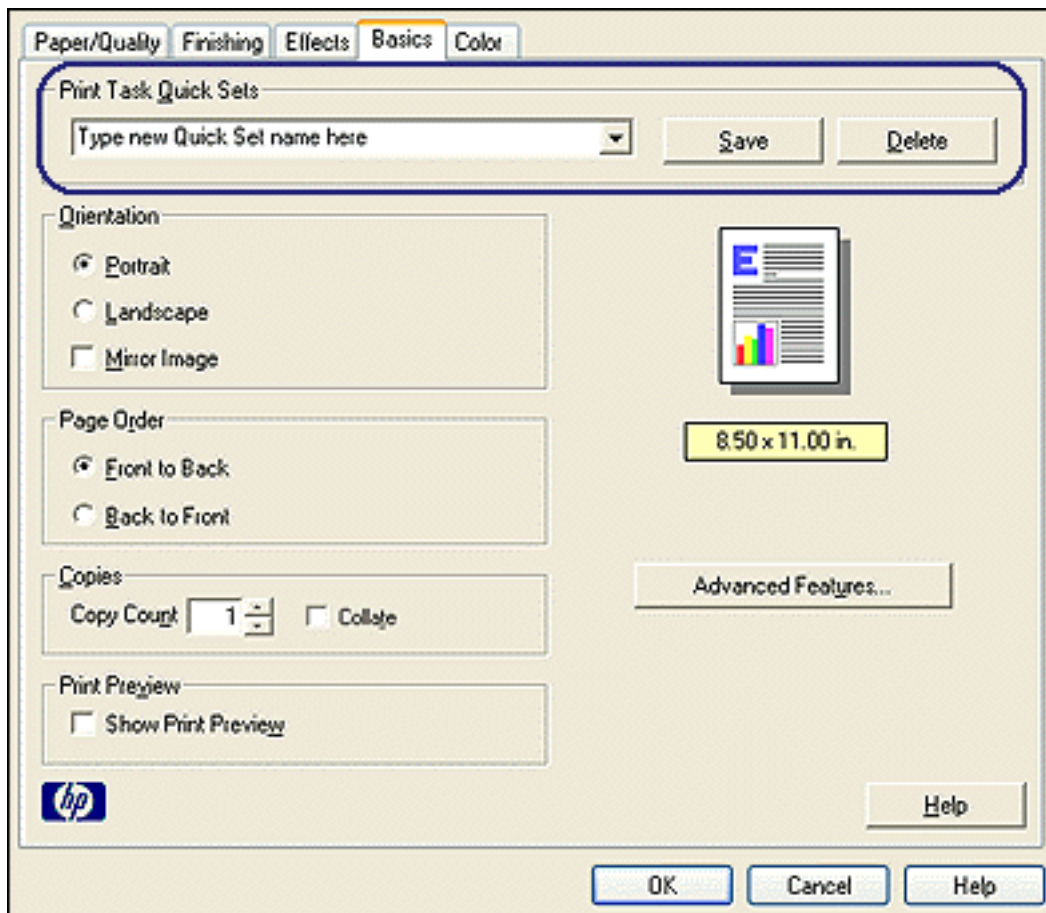 Paper/Quality Finishing Effects Basics Color
Print Task Quick Sets
Type new Quick Set name here Save Delete
Orientation
Portrait
Landscape
Mirror Image
E
8.50 x 11.00 in.
Page Order
Front to Back
Back to Front
Copies
Copy Count 1 Collate
Advanced Features...
Print Preview
Show Print Preview
hp
Help
OK Cancel Help